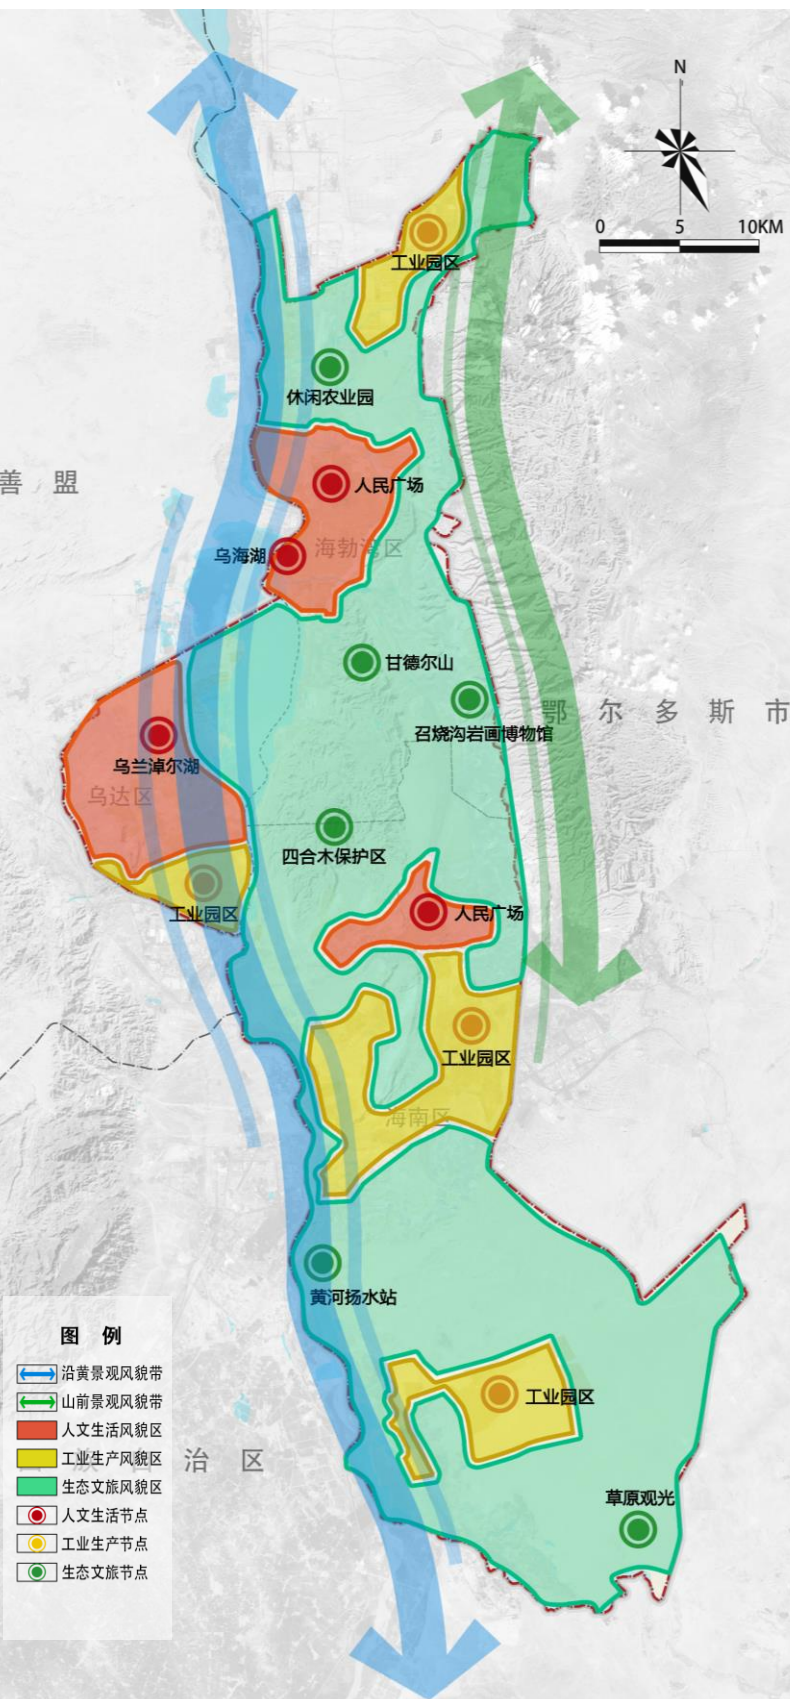 N
0 5 10KM
工业园区
休闲农业园
善 盟
人民广场
乌海湖
海勃湾区
甘德尔山
召烧沟岩画博物馆
鄂 尔 多 斯 市
乌兰淖尔湖
乌达区
四合木保护区
工业园区
人民广场
工业园区
海南区
黄河扬水站
工业园区
草原观光
图 例
沿黄景观风貌带
山前景观风貌带
人文生活风貌区
工业生产风貌区
生态文旅风貌区
治 区
人文生活节点
工业生产节点
生态文旅节点